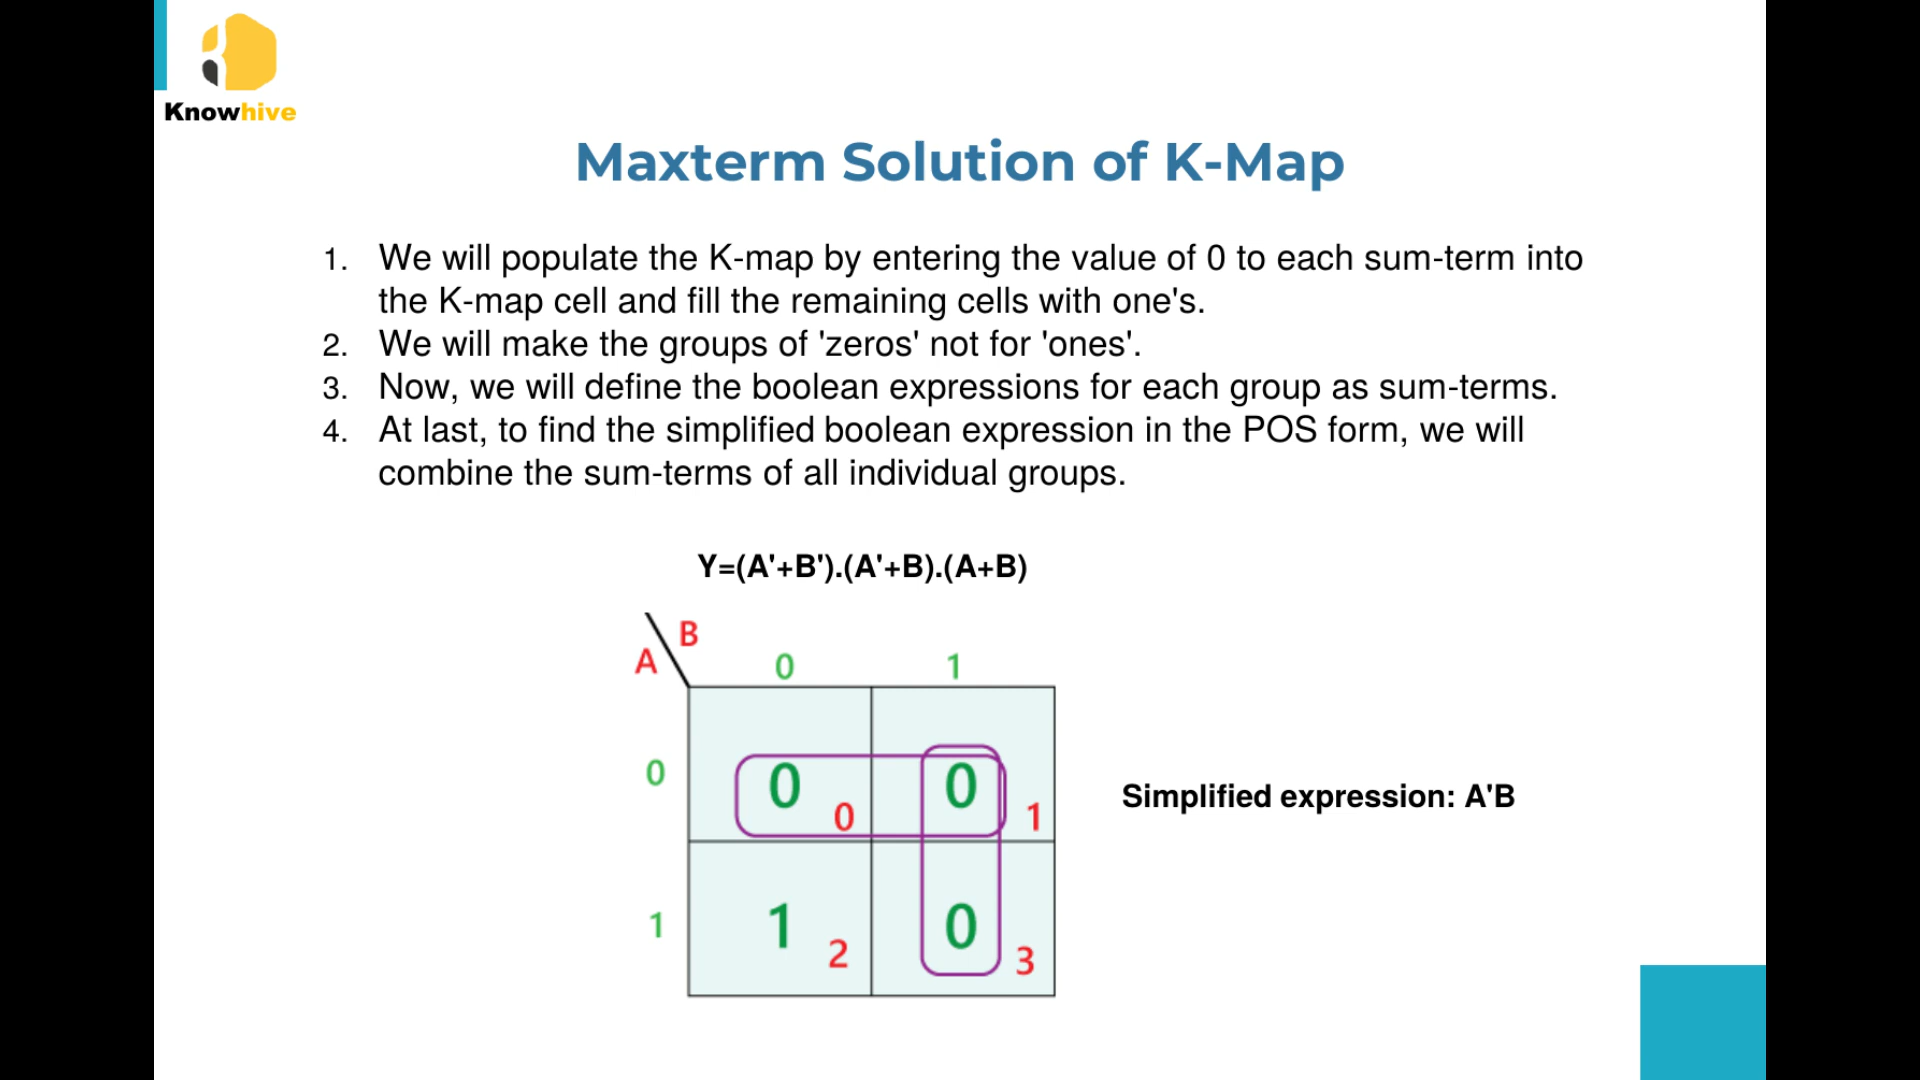 Knowhive
Maxterm Solution of K-Map
1. We will populate the K-map by entering the value of 0 to each sum-term into
the K-map cell and fill the remaining cells with one's.
2. We will make the groups of 'zeros' not for 'ones'.
3. Now, we will define the boolean expressions for each group as sum-terms.
4. At last, to find the simplified boolean expression in the POS form, we will
combine the sum-terms of all individual groups.
Y=(A'+B').(A'+B).(A+B)
B
A
0 1
0 0 0 0 1
Simplified expression: A'B
1 1 2 0 3